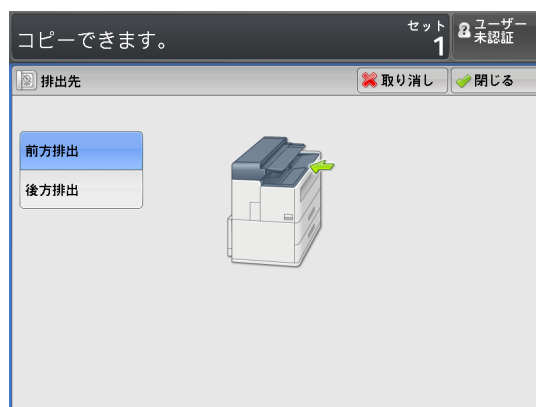 コピーできます。
セット
1
ユーザー
未認証
排出先
取り消し
閉じる
前方排出
後方排出